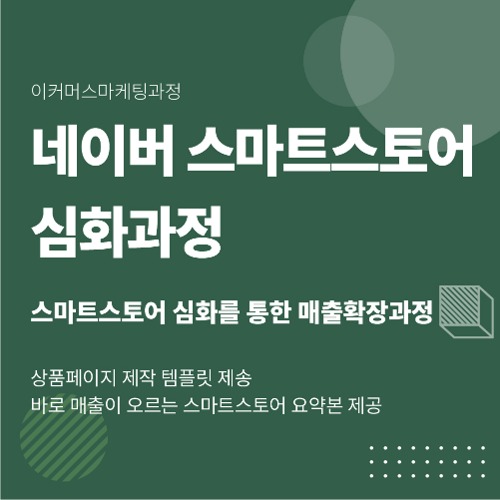 이커머스마케팅과정
네이버 스마트스토어
심화과정
스마트스토어 심화를 통한 매출확장과정
상품페이지 제작 템플릿 제송
바로 매출이 오르는 스마트스토어 요약본 제공